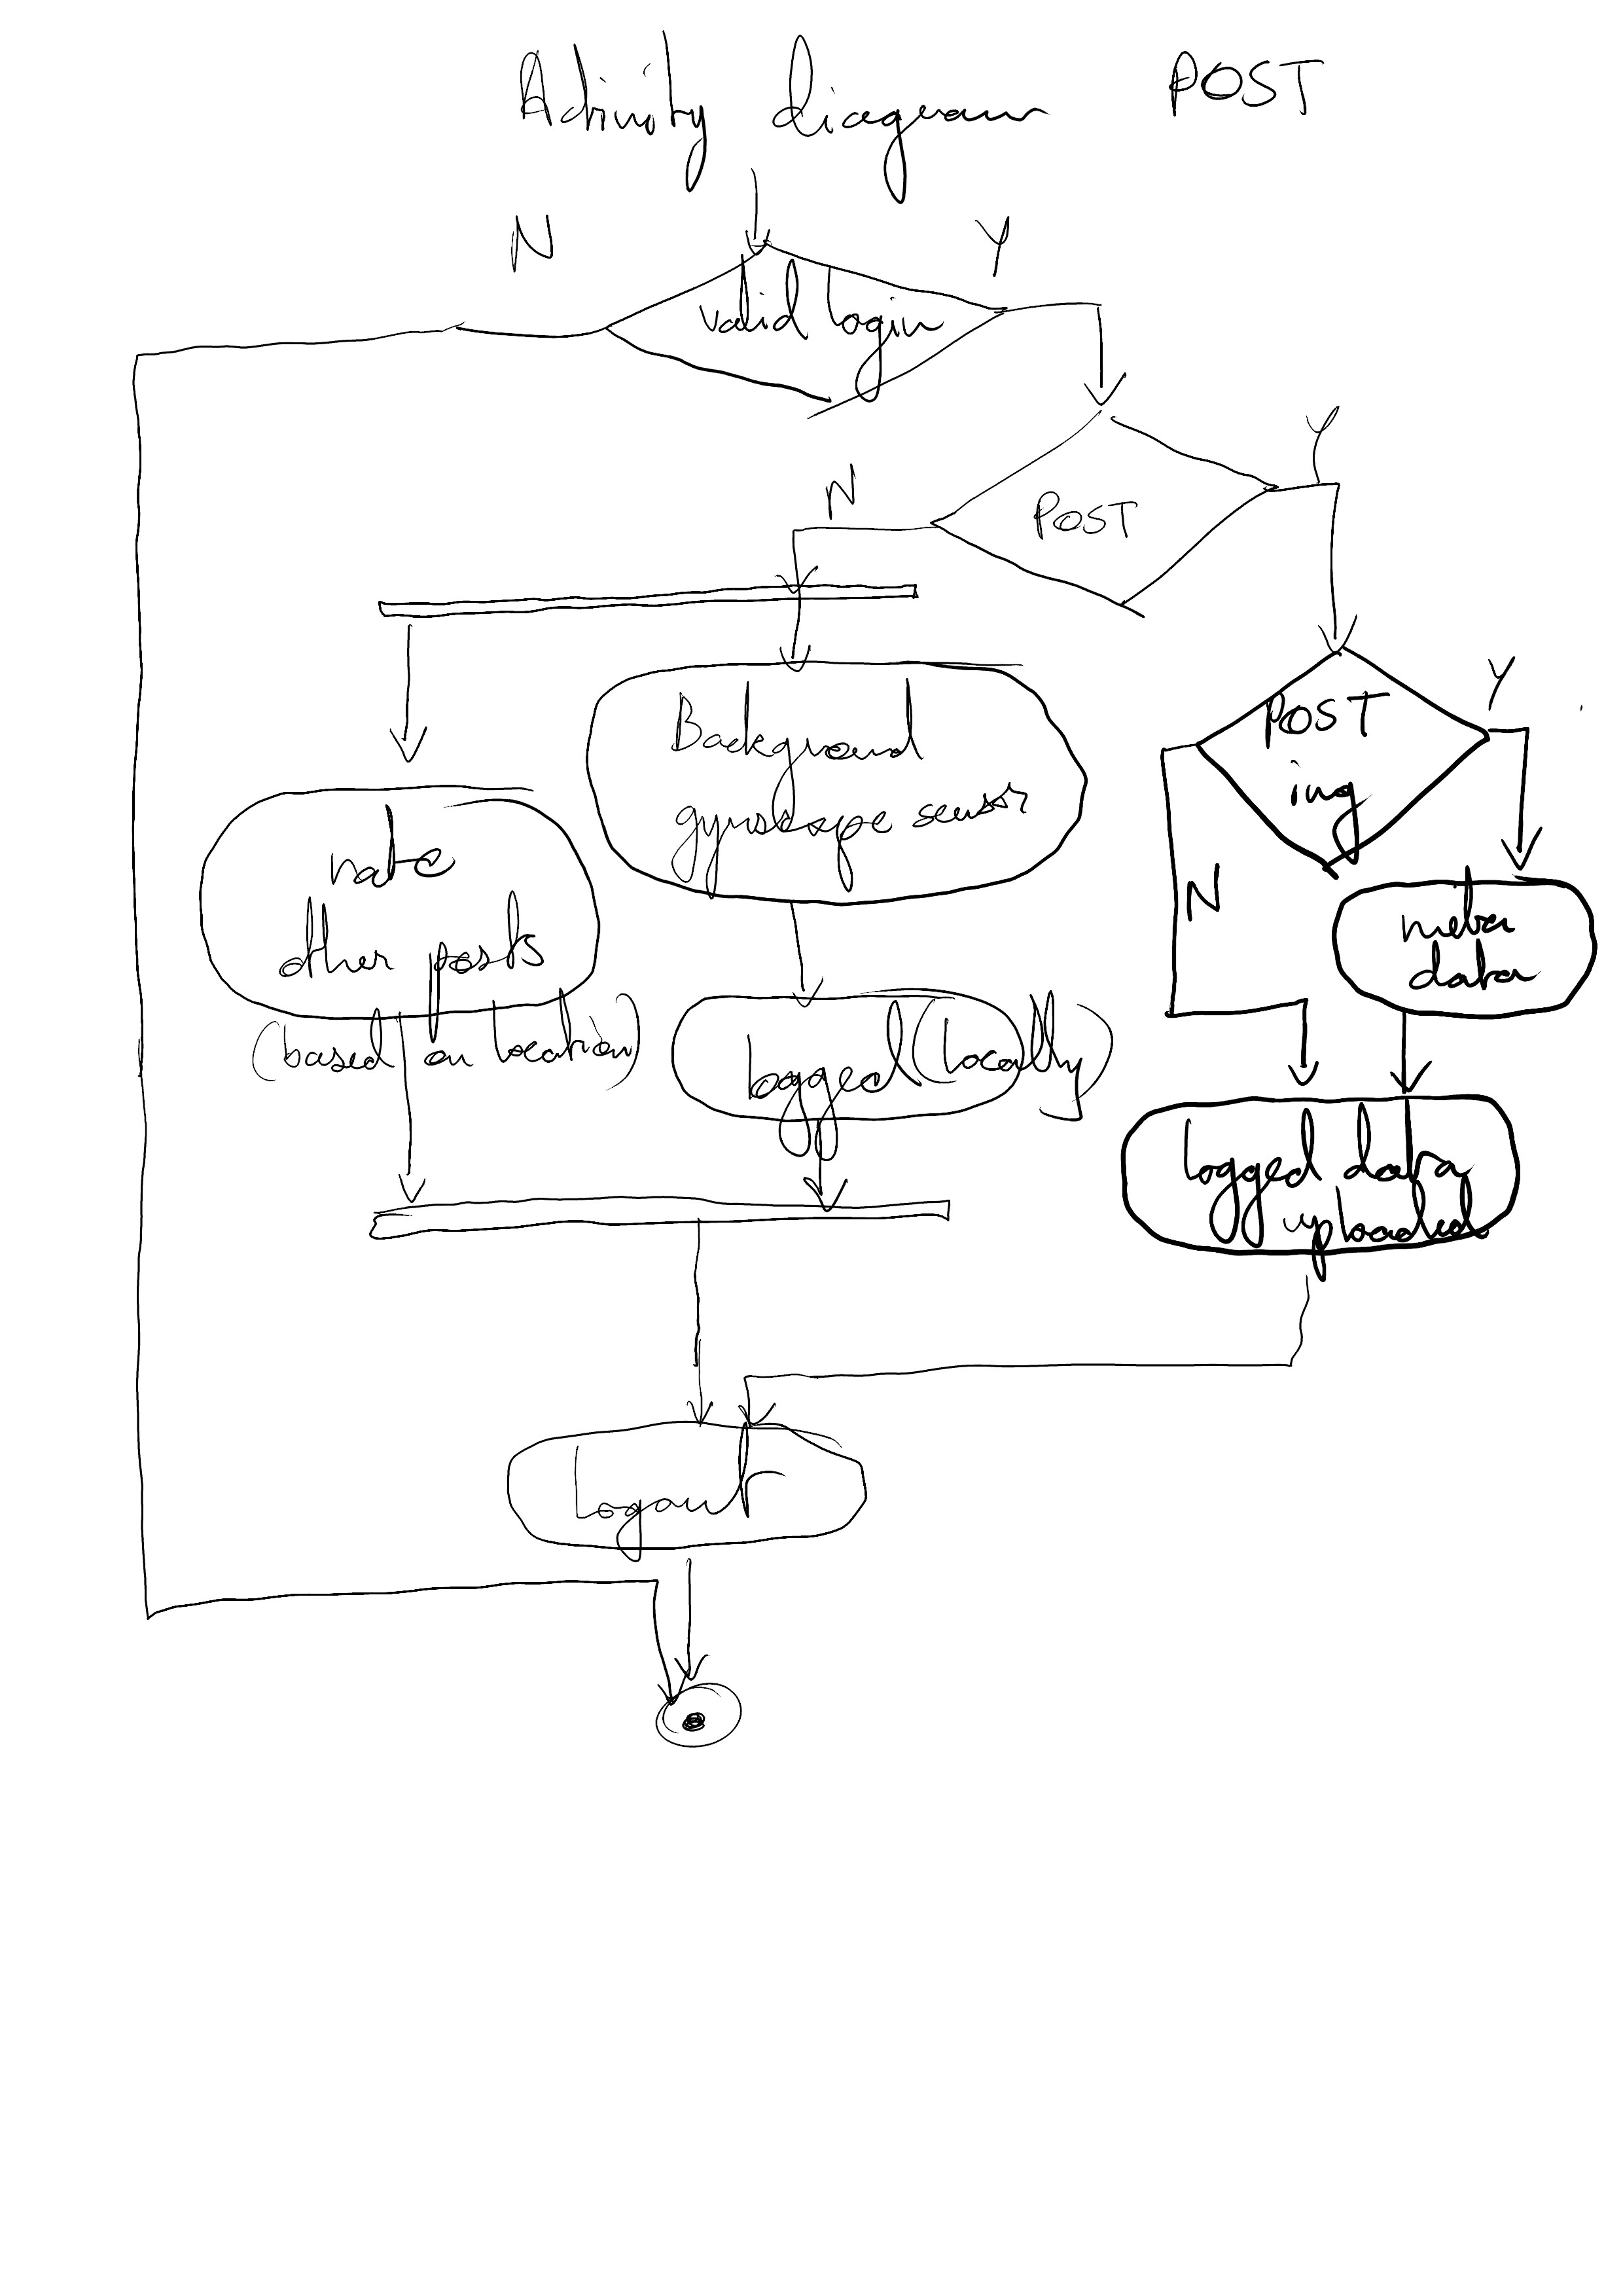 Activity diagram POST
N Y
valid login
Y
N
POST
Y
POST
ing
Background
gyroscope sensor
rate
other posts
(based on location)
N
meta
data
logged (locally)
logged data
uploaded
Logout